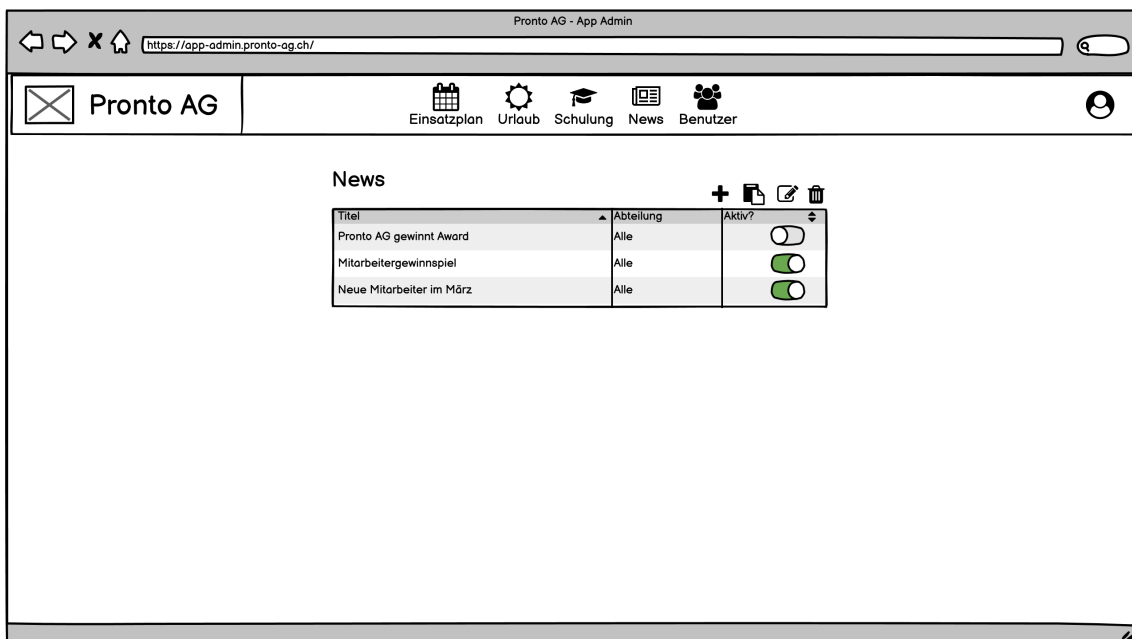 Pronto AG - App Admin
https://app-admin.pronto-ag.ch/
Pronto AG
Einsatzplan Urlaub Schulung News Benutzer
News
Titel Abteilung Aktiv?
Pronto AG gewinnt Award Alle
Mitarbeitergewinnspiel Alle
Neue Mitarbeiter im März Alle